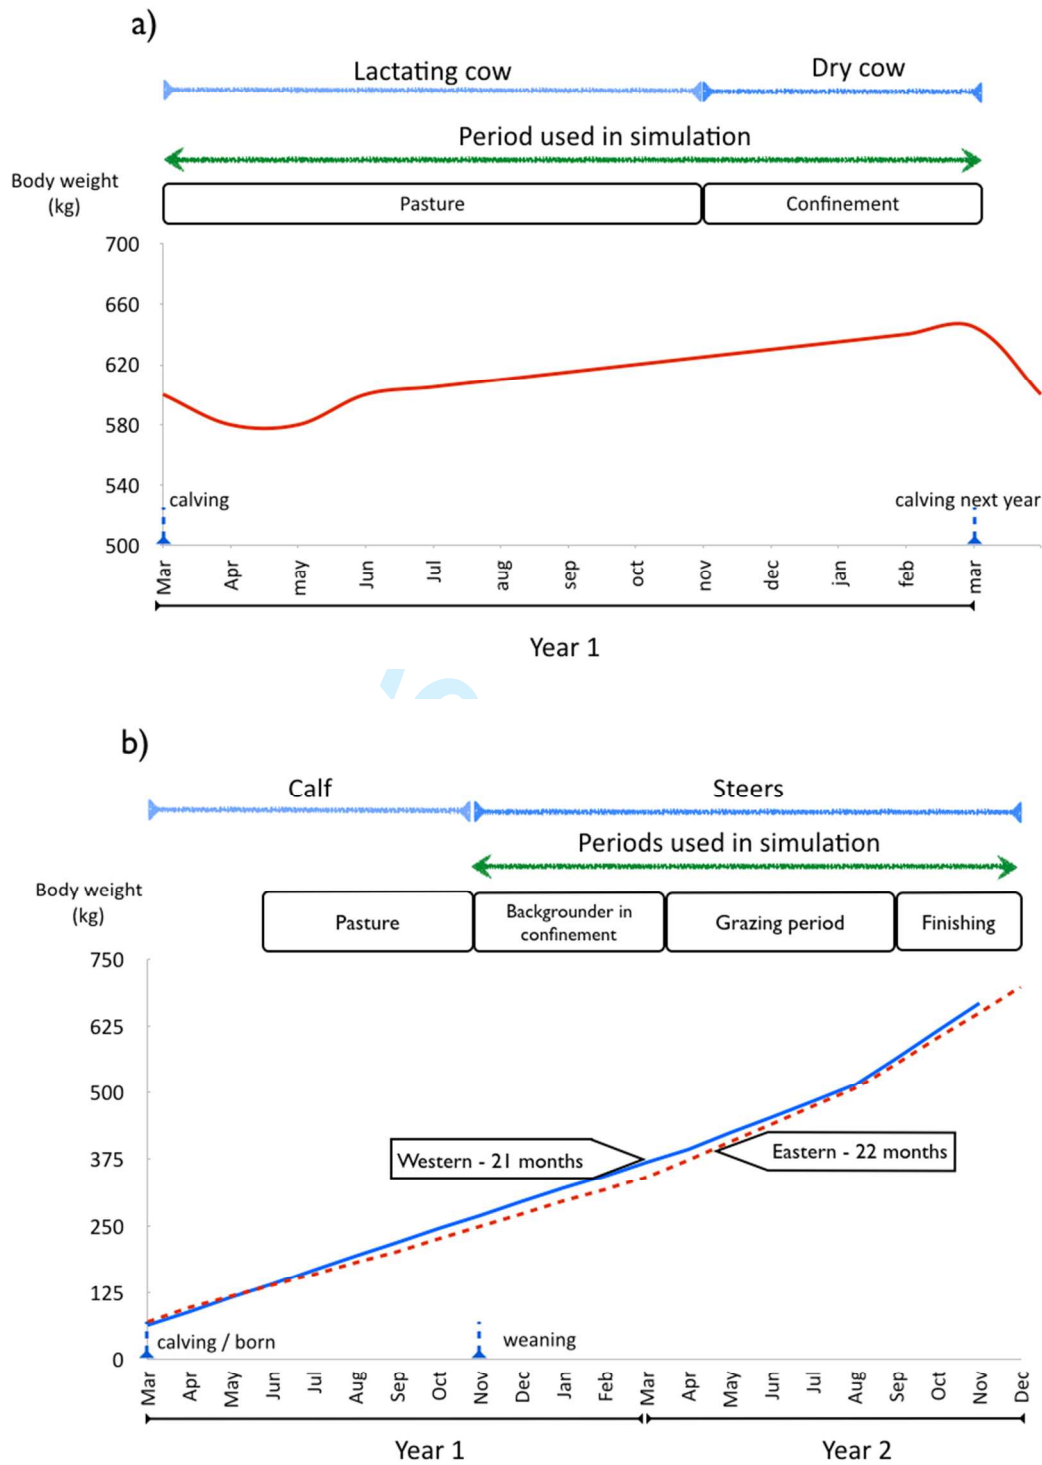 a)
Lactating cow
Dry cow
Period used in simulation
Body weight
(kg)
Pasture
Confinement
700
660
620
580
540
500
calving
calving next year
Mar
Apr
may
Jun
Jul
aug
sep
oct
nov
dec
jan
feb
mar
Year 1
b)
Calf
Steers
Periods used in simulation
Body weight
(kg)
Pasture
Backgrounder in
confinement
Grazing period
Finishing
750
625
500
375
250
125
0
Western - 21 months
Eastern - 22 months
calving / born
weaning
Mar
Apr
May
Jun
Jul
Aug
Sep
Oct
Nov
Dec
Jan
Feb
Mar
Apr
May
Jun
Jul
Aug
Sep
Oct
Nov
Dec
Year 1
Year 2